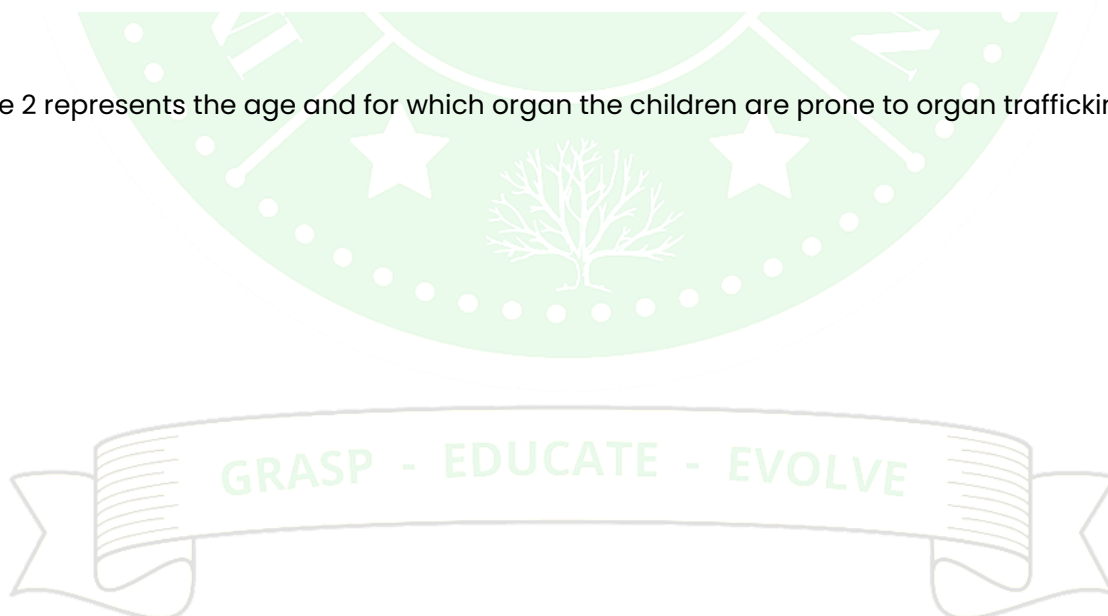 e 2 represents the age and for which organ the children are prone to organ traffickin
GRASP - EDUCATE - EVOLVE